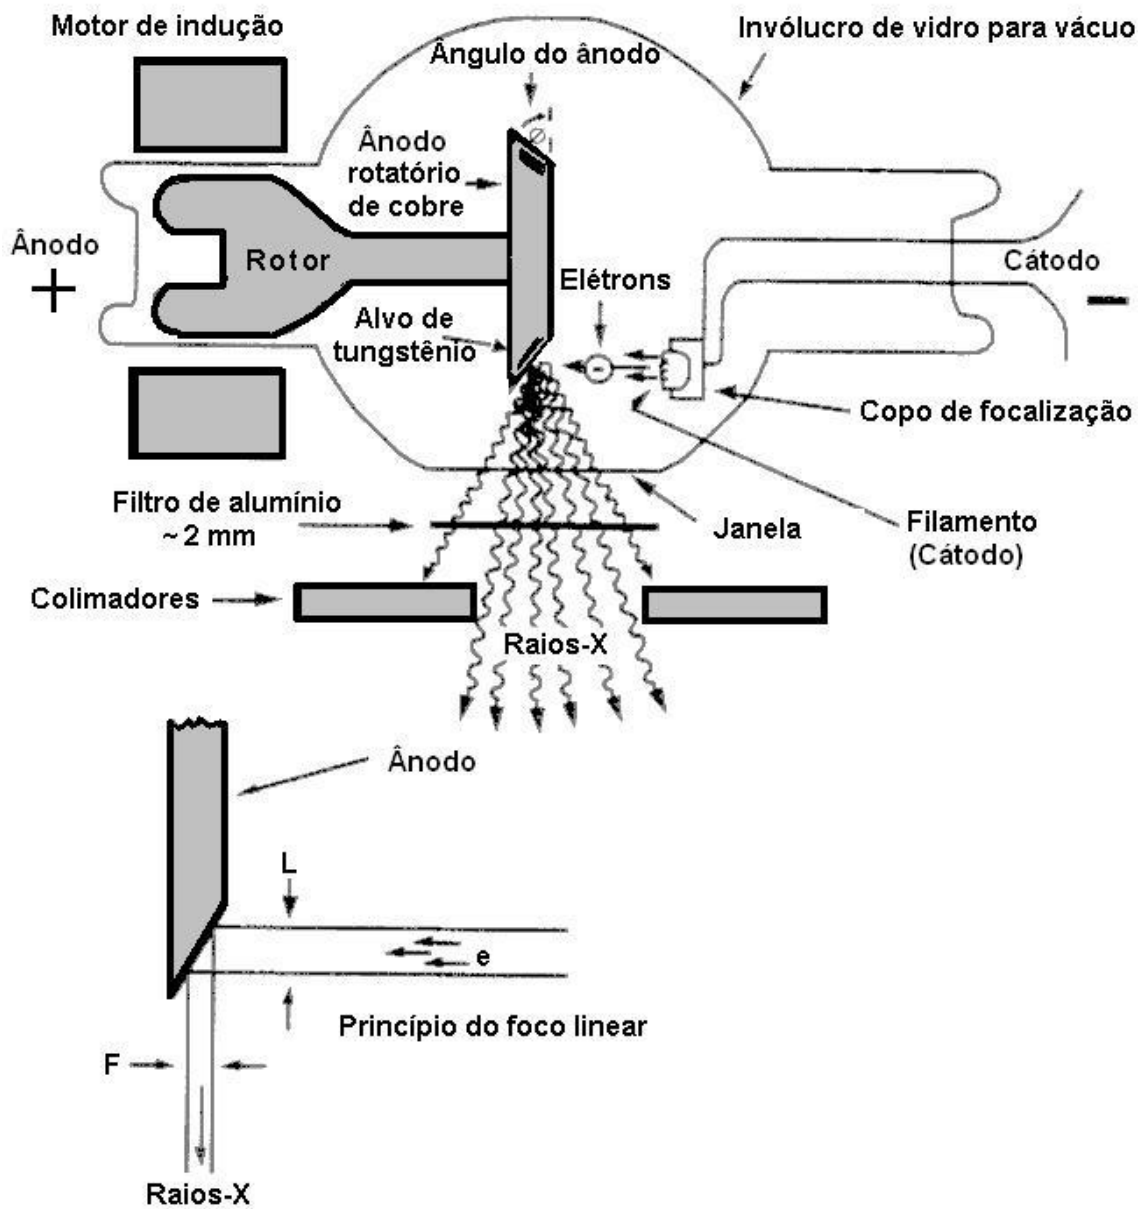 Motor de indução
Invólucro de vidro para vácuo
Ângulo do ânodo
Ø
Ânodo
rotatório
de cobre
Ânodo
+
Rotor
Elétrons
Cátodo
-
Alvo de
tungstênio
-
Copo de focalização
Filtro de alumínio
~2 mm
Janela
Filamento
(Cátodo)
Colimadores
Raios-X
Ânodo
L
e
Princípio do foco linear
F
Raios-X